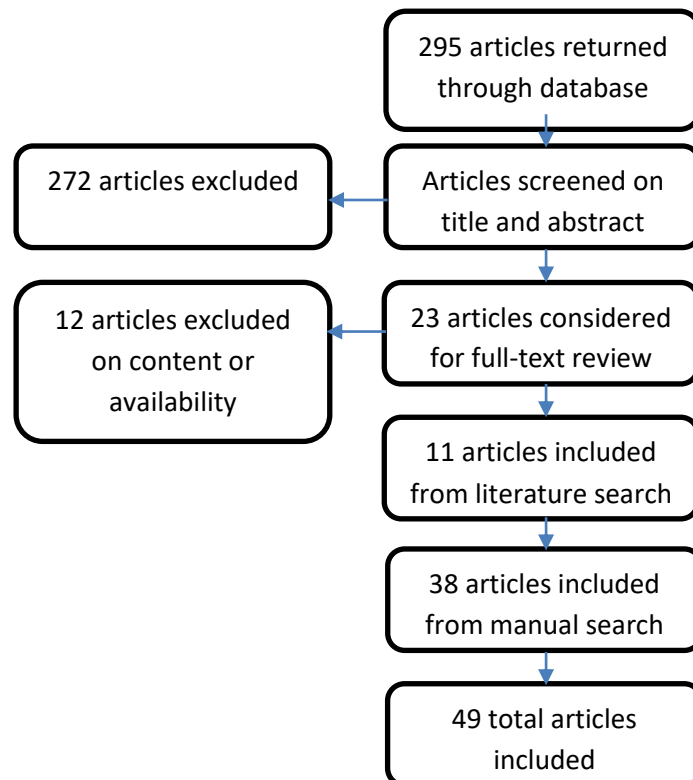 295 articles returned
through database
272 articles excluded
Articles screened on
title and abstract
12 articles excluded
on content or
availability
23 articles considered
for full-text review
11 articles included
from literature search
38 articles included
from manual search
49 total articles
included